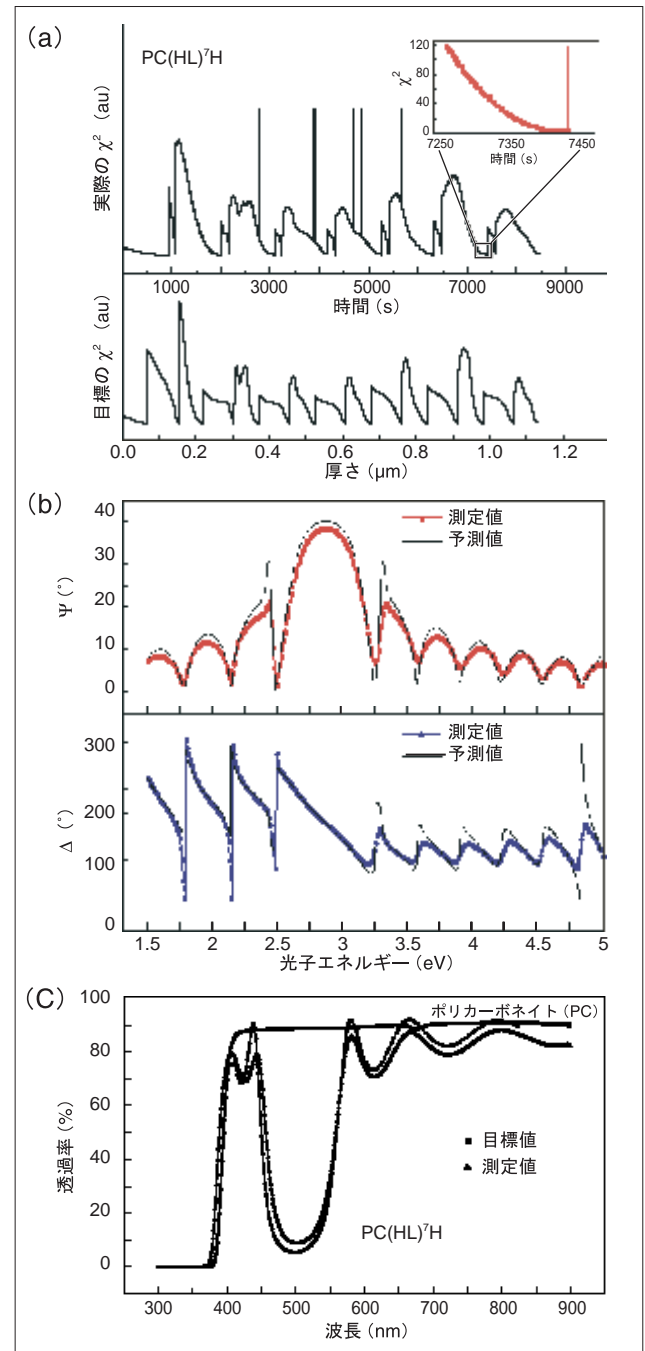 (a)
PC(HL)⁷H
実際の χ² (au)
χ²
120
80
40
0
7250 7350 7450
時間 (s)
1000 3000 5000 7000 9000
時間 (s)
目標の χ² (au)
0.0 0.2 0.4 0.6 0.8 1.0 1.2
厚さ (μm)
(b)
測定値
予測値
Ψ (°)
40
30
20
10
0
測定値
予測値
Δ (°)
300
200
100
0
1.5 2 2.5 3 3.5 4 4.5 5
光子エネルギー (eV)
(C)
ポリカーボネイト (PC)
透過率 (%)
100
80
60
40
20
0
目標値
測定値
PC(HL)⁷H
300 400 500 600 700 800 900
波長 (nm)